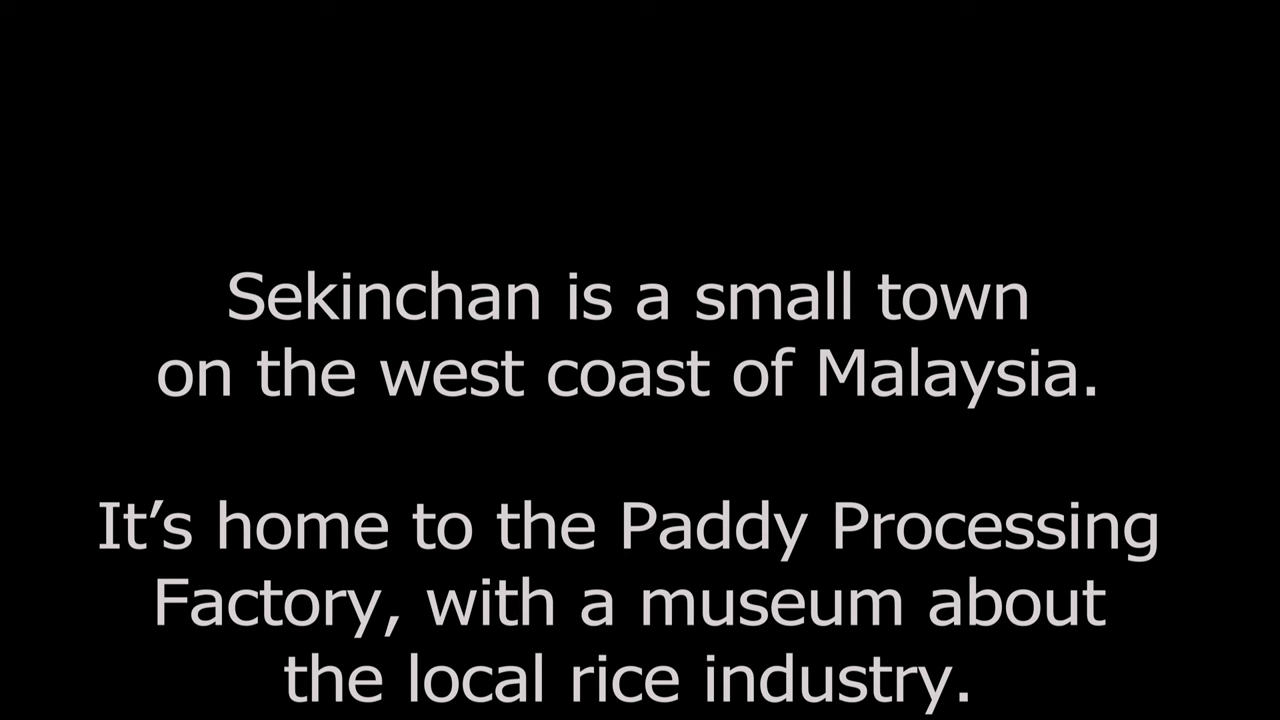 Sekinchan is a small town
on the west coast of Malaysia.
It’s home to the Paddy Processing
Factory, with a museum about
the local rice industry.